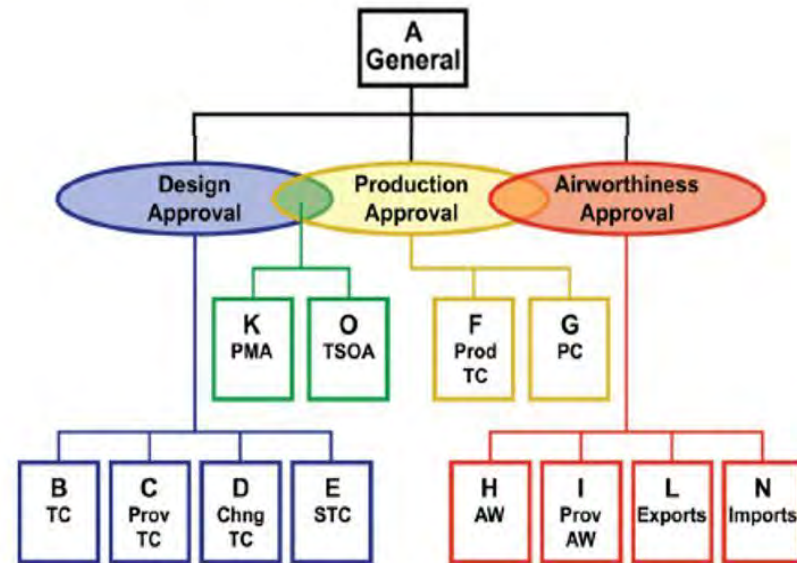 A
General
Design
Approval
Production
Approval
Airworthiness
Approval
K
PMA
O
TSOA
F
Prod
TC
G
PC
B
TC
C
Prov
TC
D
Chng
TC
E
STC
H
AW
I
Prov
AW
L
Exports
N
Imports